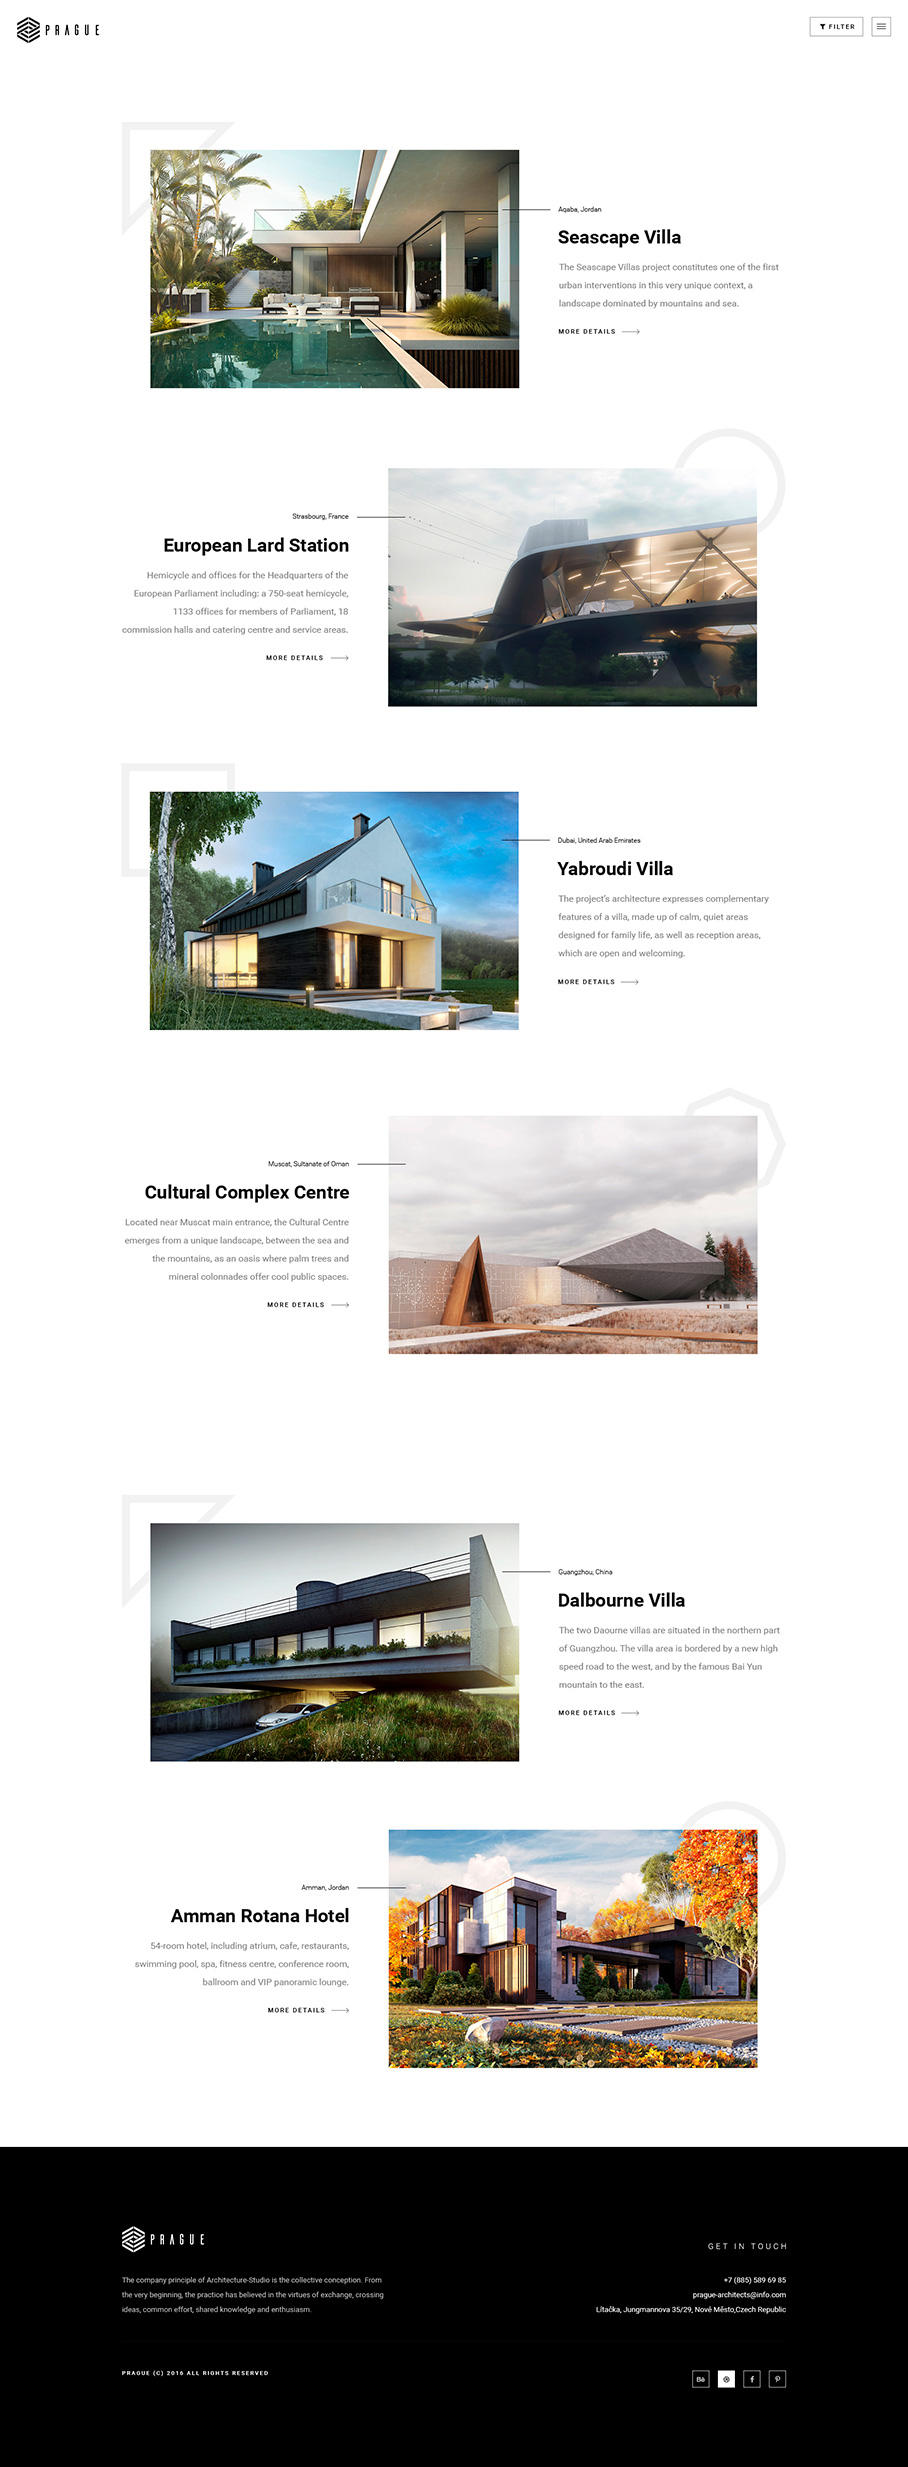 PRAGUE
FILTER
Aqaba, Jordan
Seascape Villa
The Seascape Villas project constitutes one of the first
urban interventions in this very unique context, a
landscape dominated by mountains and sea.
MORE DETAILS
Strasbourg, France
European Lard Station
Hemicycle and offices for the Headquarters of the
European Parliament including: a 750-seat hemicycle,
1133 offices for members of Parliament, 18
commission halls and catering centre and service areas.
MORE DETAILS
Dubai, United Arab Emirates
Yabroudi Villa
The project's architecture expresses complementary
features of a villa, made up of calm, quiet areas
designed for family life, as well as reception areas,
which are open and welcoming.
MORE DETAILS
Muscat, Sultanate of Oman
Cultural Complex Centre
Located near Muscat main entrance, the Cultural Centre
emerges from a unique landscape, between the sea and
the mountains, as an oasis where palm trees and
mineral colonnades offer cool public spaces.
MORE DETAILS
Guangzhou, China
Dalbourne Villa
The two Daourne villas are situated in the northern part
of Guangzhou. The villa area is bordered by a new high
speed road to the west, and by the famous Bai Yun
mountain to the east.
MORE DETAILS
Amman, Jordan
Amman Rotana Hotel
54-room hotel, including atrium, cafe, restaurants,
swimming pool, spa, fitness centre, conference room,
ballroom and VIP panoramic lounge.
MORE DETAILS
PRAGUE
The company principle of Architecture-Studio is the collective conception. From
the very beginning, the practice has believed in the virtues of exchange, crossing
ideas, common effort, shared knowledge and enthusiasm.
GET IN TOUCH
+7 (885) 589 69 85
prague-architects@info.com
Lítačka, Jungmannova 35/29, Nové Město,Czech Republic
PRAGUE (C) 2016 ALL RIGHTS RESERVED
Bē